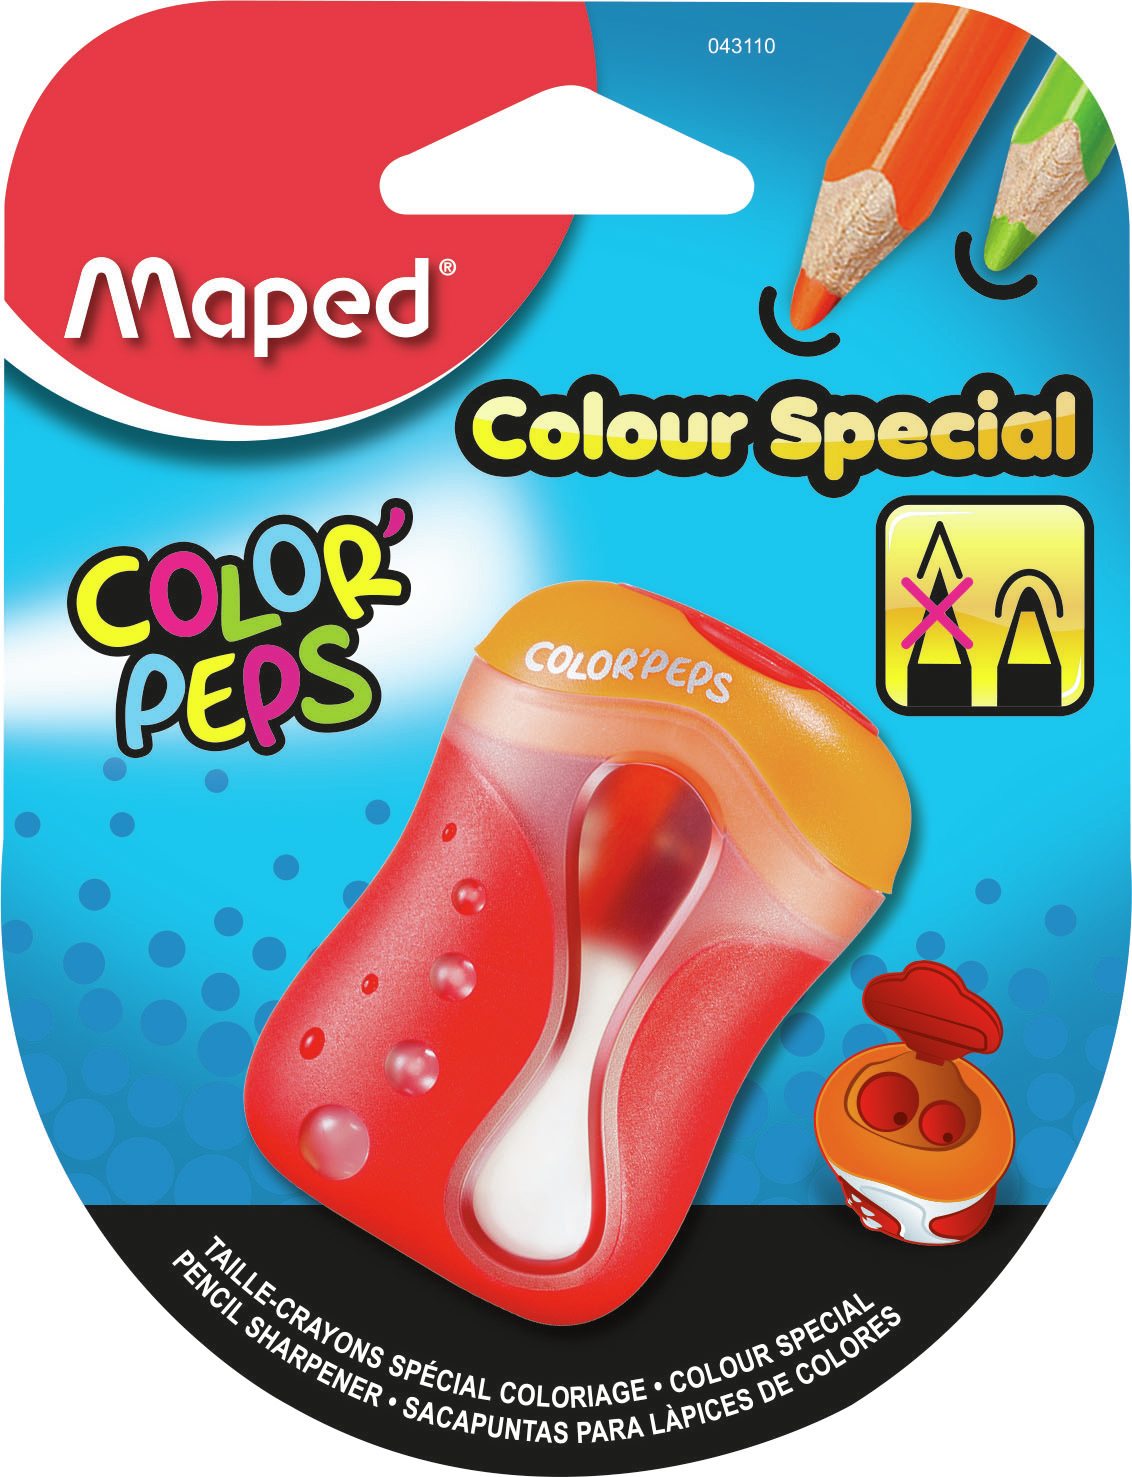 043110
Maped®
Colour Special
COLOR'
PEPS
COLOR'PEPS
TAILLE-CRAYONS SPÉCIAL COLORIAGE • COLOUR SPECIAL
PENCIL SHARPENER • SACAPUNTAS PARA LÀPICES DE COLORES